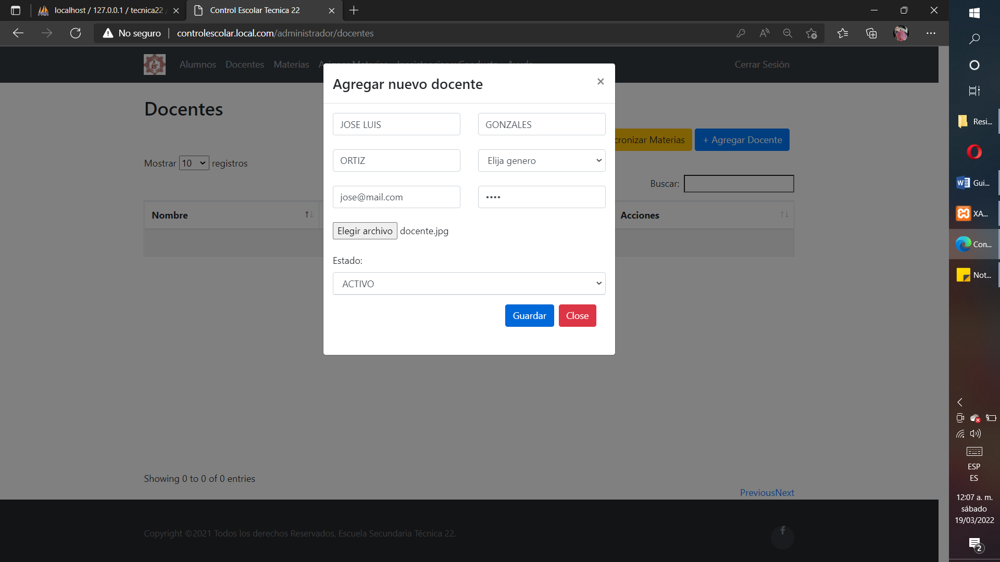 localhost / 127.0.0.1 / tecnica22 /
Control Escolar Tecnica 22
No seguro
controlescolar.local.com/administrador/docentes
Alumnos Docentes Materias
Cerrar Sesión
Agregar nuevo docente
×
Docentes
JOSE LUIS
GONZALES
cronizar Materias
+ Agregar Docente
Mostrar 10 registros
ORTIZ
Elija genero
Buscar:
jose@mail.com
••••
Nombre
Acciones
Elegir archivo docente.jpg
Estado:
ACTIVO
Guardar
Close
Showing 0 to 0 of 0 entries
PreviousNext
Copyright ©2021 Todos los derechos Reservados, Escuela Secundaria Técnica 22.
Resi...
Gui...
XA...
Con...
Not...
ESP
ES
12:07 a. m.
sábado
19/03/2022
2